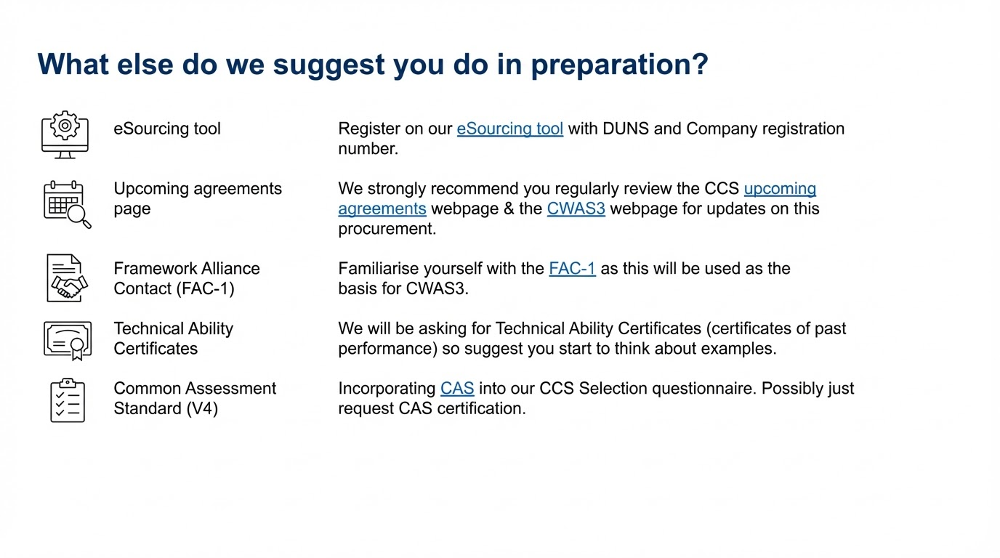 What else do we suggest you do in preparation?
eSourcing tool
Register on our eSourcing tool with DUNS and Company registration
number.
Upcoming agreements
page
We strongly recommend you regularly review the CCS upcoming
agreements webpage & the CWAS3 webpage for updates on this
procurement.
Framework Alliance
Contact (FAC-1)
Familiarise yourself with the FAC-1 as this will be used as the
basis for CWAS3.
Technical Ability
Certificates
We will be asking for Technical Ability Certificates (certificates of past
performance) so suggest you start to think about examples.
Common Assessment
Standard (V4)
Incorporating CAS into our CCS Selection questionnaire. Possibly just
request CAS certification.